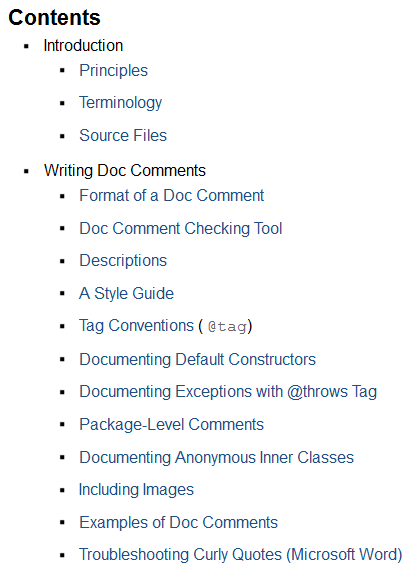 Contents
Introduction
Principles
Terminology
Source Files
Writing Doc Comments
Format of a Doc Comment
Doc Comment Checking Tool
Descriptions
A Style Guide
Tag Conventions ( @tag)
Documenting Default Constructors
Documenting Exceptions with @throws Tag
Package-Level Comments
Documenting Anonymous Inner Classes
Including Images
Examples of Doc Comments
Troubleshooting Curly Quotes (Microsoft Word)